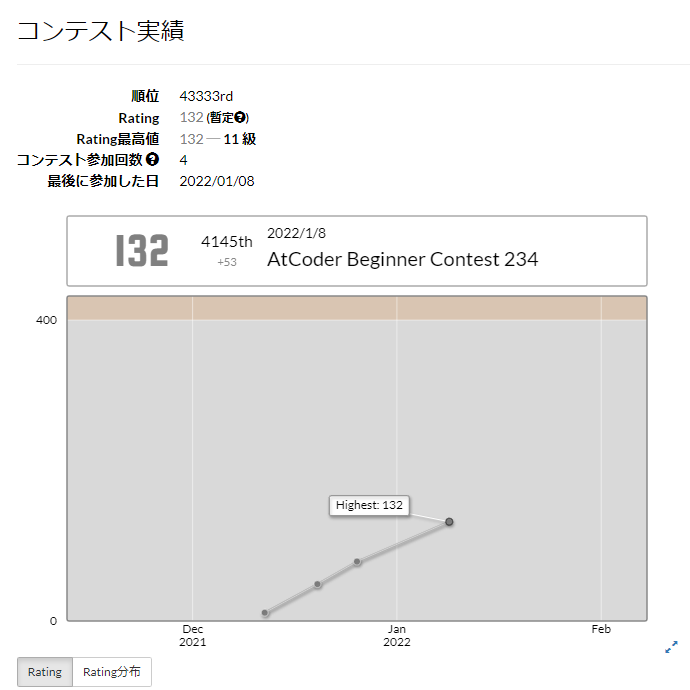 コンテスト実績
順位 43333rd
Rating 132 (暫定?)
Rating最高値 132 ― 11 級
コンテスト参加回数 ? 4
最後に参加した日 2022/01/08
132 4145th +53 2022/1/8
AtCoder Beginner Contest 234
400
Highest: 132
0
Dec 2021
Jan 2022
Feb
Rating Rating分布